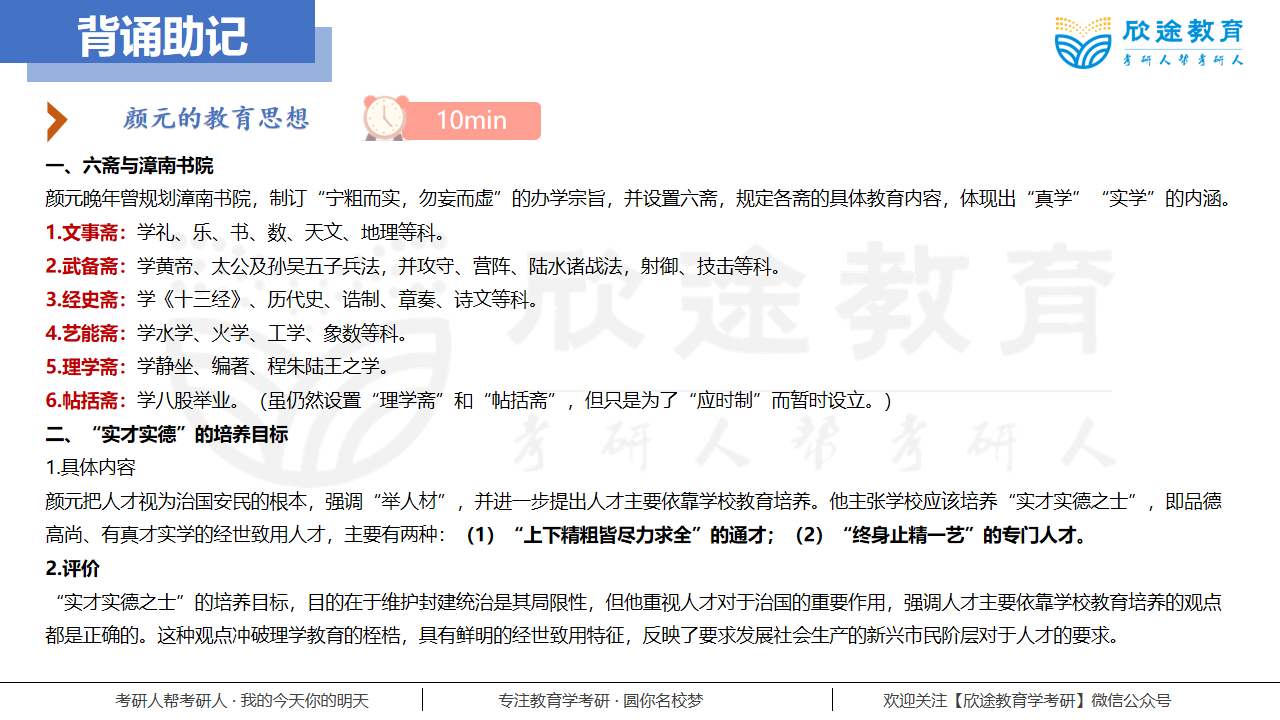 背诵助记
欣途教育
考研人帮考研人
颜元的教育思想
10min
一、六斋与漳南书院
颜元晚年曾规划漳南书院，制订“宁粗而实，勿妄而虚”的办学宗旨，并设置六斋，规定各斋的具体教育内容，体现出“真学”“实学”的内涵。
1.文事斋：学礼、乐、书、数、天文、地理等科。
2.武备斋：学黄帝、太公及孙吴五子兵法，并攻守、营阵、陆水诸战法，射御、技击等科。
3.经史斋：学《十三经》、历代史、诰制、章奏、诗文等科。
4.艺能斋：学水学、火学、工学、象数等科。
5.理学斋：学静坐、编著、程朱陆王之学。
6.帖括斋：学八股举业。（虽仍然设置“理学斋”和“帖括斋”，但只是为了“应时制”而暂时设立。）
二、“实才实德”的培养目标
1.具体内容
颜元把人才视为治国安民的根本，强调“举人材”，并进一步提出人才主要依靠学校教育培养。他主张学校应该培养“实才实德之士”，即品德
高尚、有真才实学的经世致用人才，主要有两种：（1）“上下精粗皆尽力求全”的通才；（2）“终身止精一艺”的专门人才。
2.评价
“实才实德之士”的培养目标，目的在于维护封建统治是其局限性，但他重视人才对于治国的重要作用，强调人才主要依靠学校教育培养的观点
都是正确的。这种观点冲破理学教育的桎梏，具有鲜明的经世致用特征，反映了要求发展社会生产的新兴市民阶层对于人才的要求。
欣途教育
考研人帮考研人
考研人帮考研人 · 我的今天你的明天
专注教育学考研 · 圆你名校梦
欢迎关注【欣途教育学考研】微信公众号